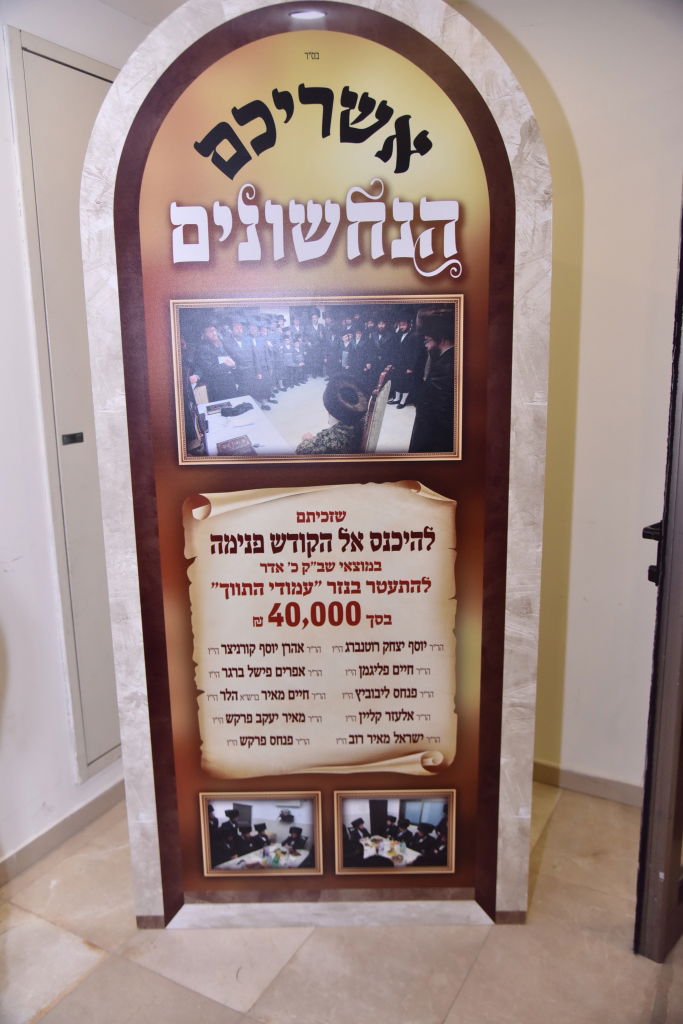 בס"ד
אשריכם
הנחשונים
שזכיתם
להיכנס אל הקודש פנימה
במוצאי שב"ק כ' אדר
להתעטר בנזר "עמודי התווך"
בסך 40,000 ₪
הר"ר יוסף יצחק רוטנברג הי"ו הר"ר אהרן יוסף קורניצר הי"ו
הר"ר חיים פליגמן הי"ו הר"ר אפרים פישל ברגר הי"ו
הר"ר פנחס ליבוביץ הי"ו הר"ר חיים מאיר ברש"א הלר הי"ו
הר"ר אלעזר קליין הי"ו הר"ר מאיר יעקב פרקש הי"ו
הר"ר ישראל מאיר רוב הי"ו הר"ר פנחס פרקש הי"ו